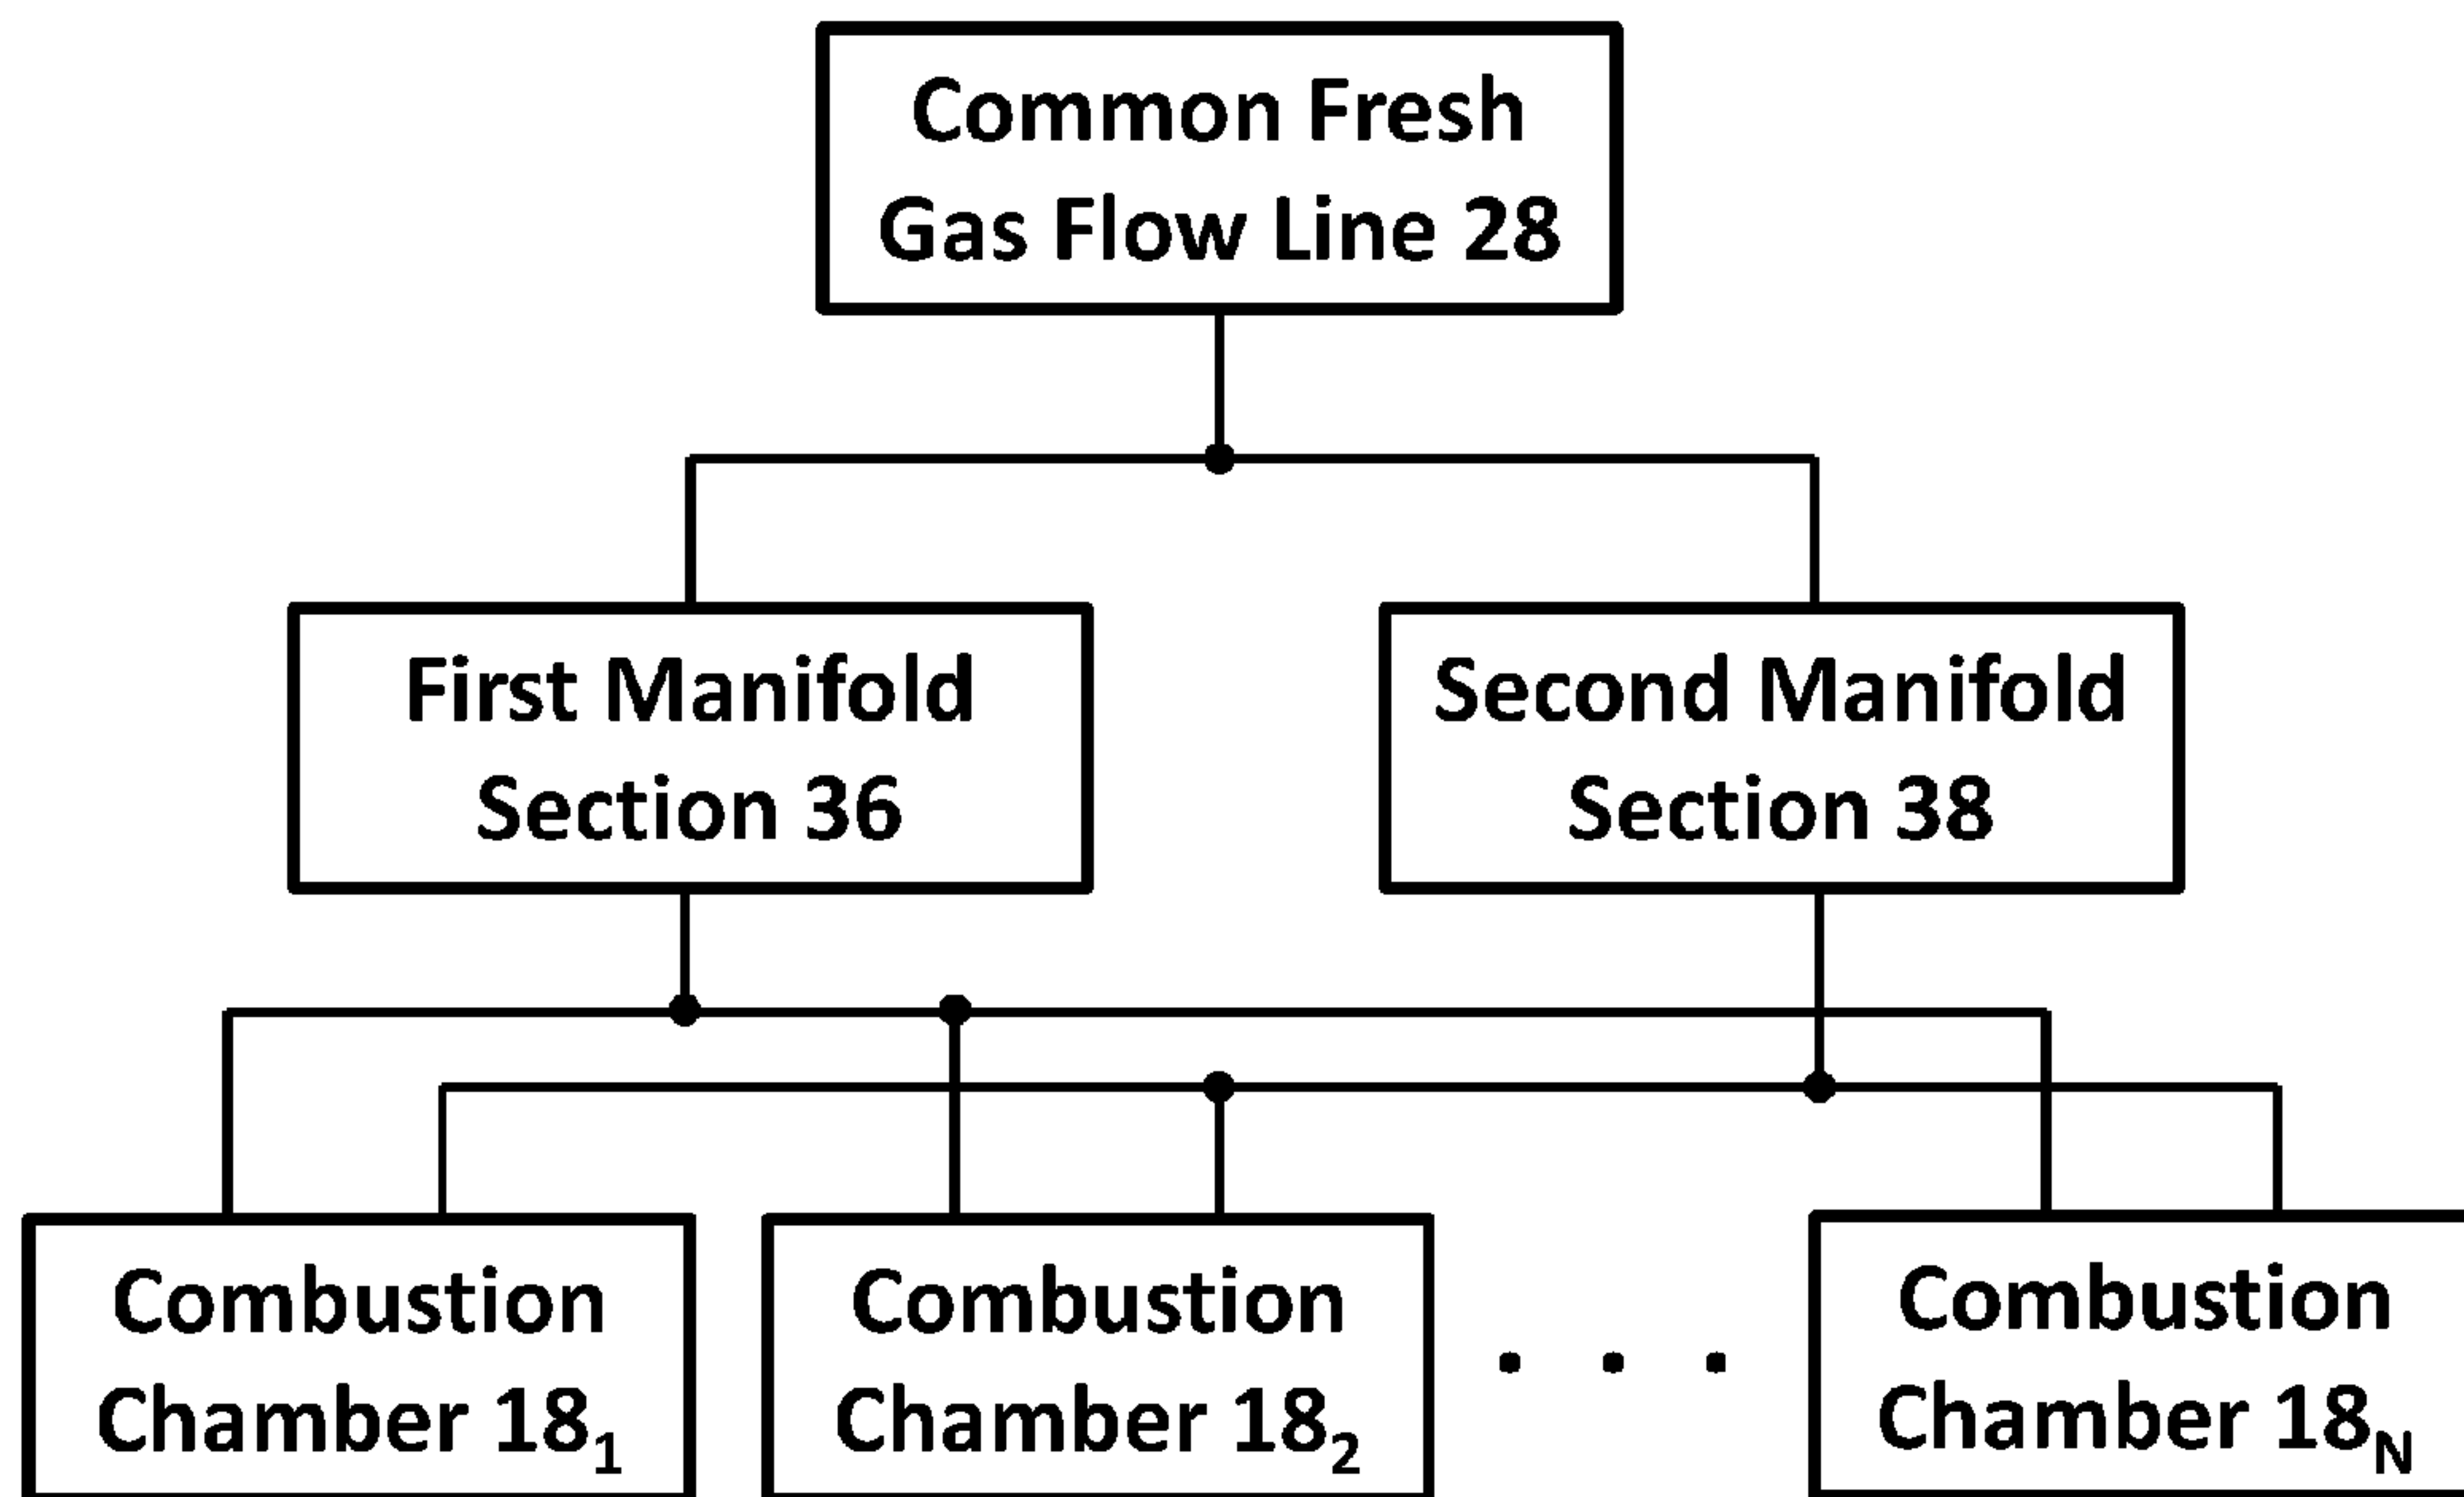 Common Fresh
Gas Flow Line 28
First Manifold
Section 36
Second Manifold
Section 38
Combustion
Chamber 18₁
Combustion
Chamber 18₂
. . .
Combustion
Chamber 18_N